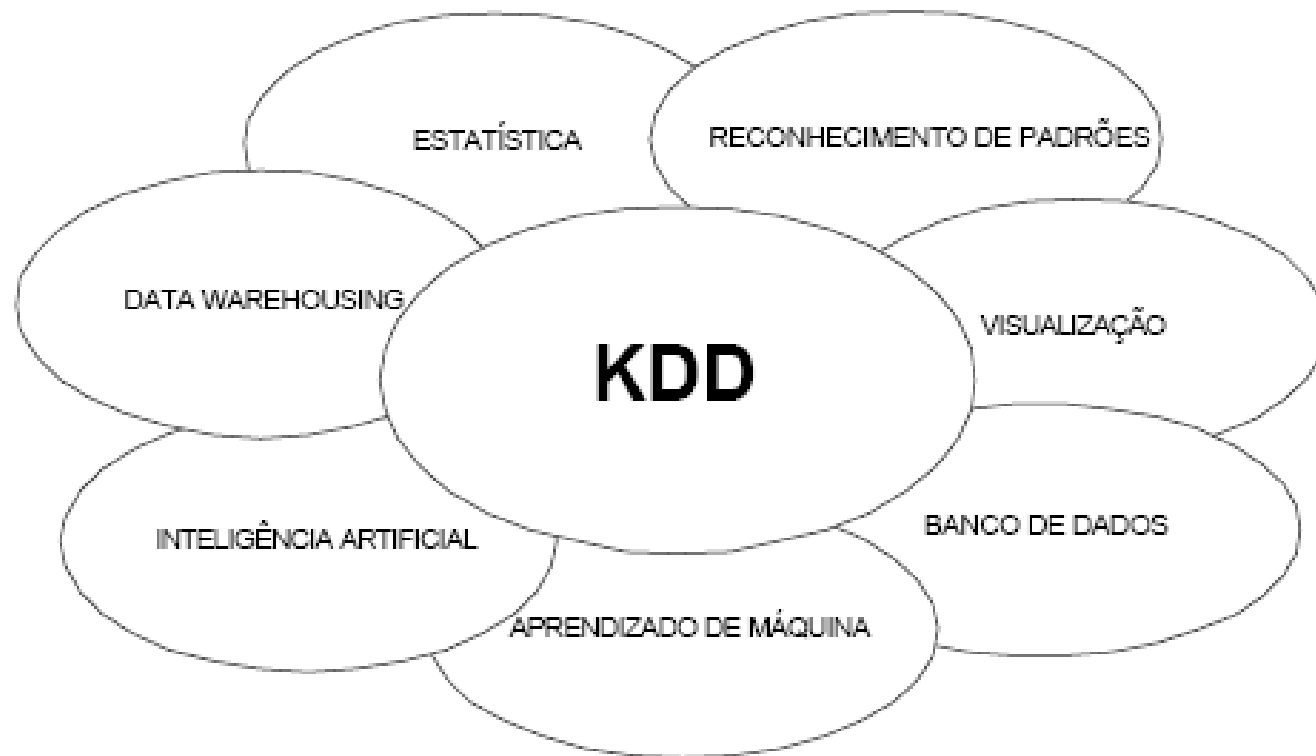 ESTATÍSTICA
RECONHECIMENTO DE PADRÕES
DATA WAREHOUSING
VISUALIZAÇÃO
KDD
INTELIGÊNCIA ARTIFICIAL
BANCO DE DADOS
APRENDIZADO DE MÁQUINA